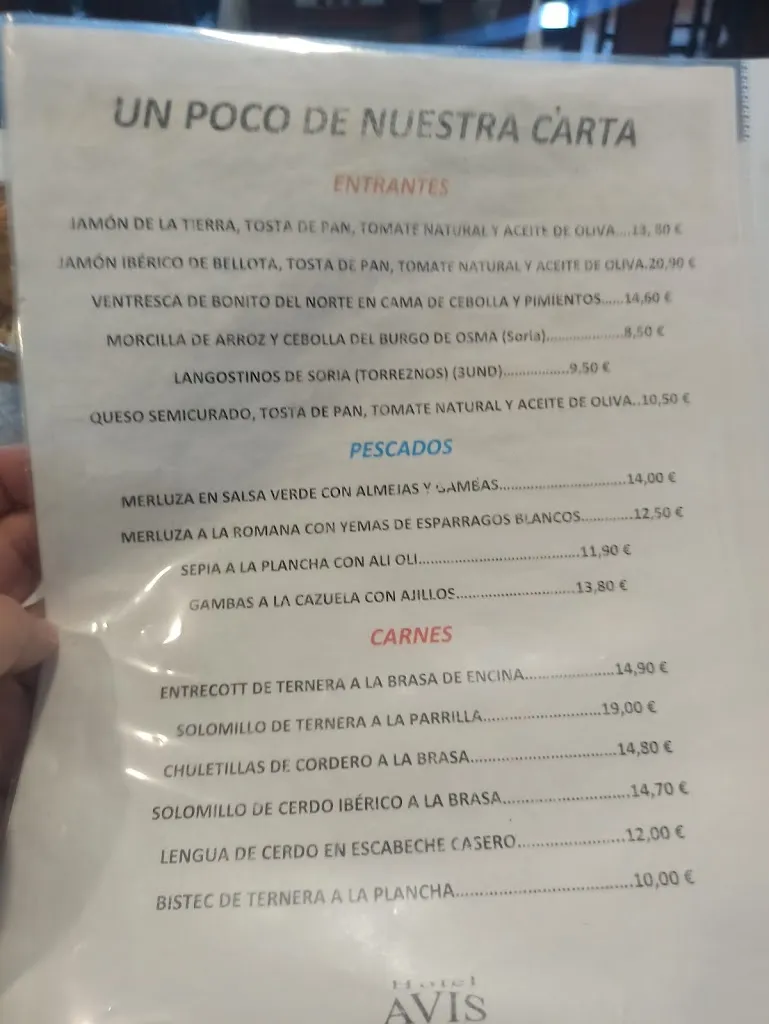 UN POCO DE NUESTRA CARTA
ENTRANTES
JAMÓN DE LA TIERRA, TOSTA DE PAN, TOMATE NATURAL Y ACEITE DE OLIVA....13, 80 €
JAMÓN IBÉRICO DE BELLOTA, TOSTA DE PAN, TOMATE NATURAL Y ACEITE DE OLIVA.20,90 €
VENTRESCA DE BONITO DEL NORTE EN CAMA DE CEBOLLA Y PIMIENTOS......14,60 €
MORCILLA DE ARROZ Y CEBOLLA DEL BURGO DE OSMA (Soria)...................8,50 €
LANGOSTINOS DE SORIA (TORREZNOS) (3UND)................9,50 €
QUESO SEMICURADO, TOSTA DE PAN, TOMATE NATURAL Y ACEITE DE OLIVA..10,50 €
PESCADOS
MERLUZA EN SALSA VERDE CON ALMEJAS Y GAMBAS..............................14,00 €
MERLUZA A LA ROMANA CON YEMAS DE ESPARRAGOS BLANCOS............12,50 €
SEPIA A LA PLANCHA CON ALI OLI.......................................11,90 €
GAMBAS A LA CAZUELA CON AJILLOS............................13,80 €
CARNES
ENTRECOTT DE TERNERA A LA BRASA DE ENCINA.....................14,90 €
SOLOMILLO DE TERNERA A LA PARRILLA............................19,00 €
CHULETILLAS DE CORDERO A LA BRASA..................................14,80 €
SOLOMILLO DE CERDO IBÉRICO A LA BRASA..............................14,70 €
LENGUA DE CERDO EN ESCABECHE CASERO.........................12,00 €
BISTEC DE TERNERA A LA PLANCHA.........................................10,00 €
Hotel
AVIS